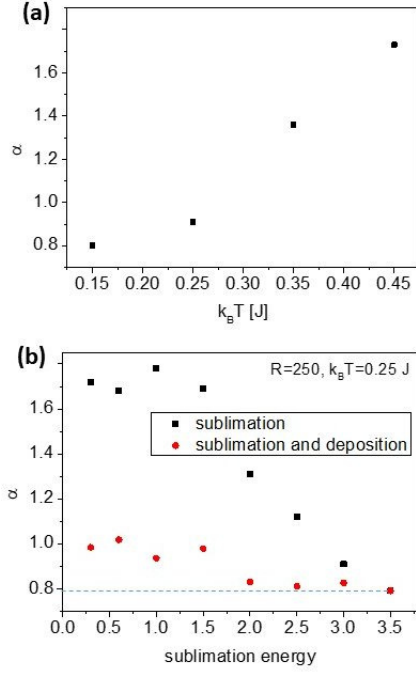 (a)
1.6
1.4
1.2
1.0
0.8
α
0.15 0.20 0.25 0.30 0.35 0.40 0.45
k_BT [J]
(b)
R=250, k_BT=0.25 J
sublimation
sublimation and deposition
1.6
1.4
1.2
1.0
0.8
α
0.0 0.5 1.0 1.5 2.0 2.5 3.0 3.5
sublimation energy